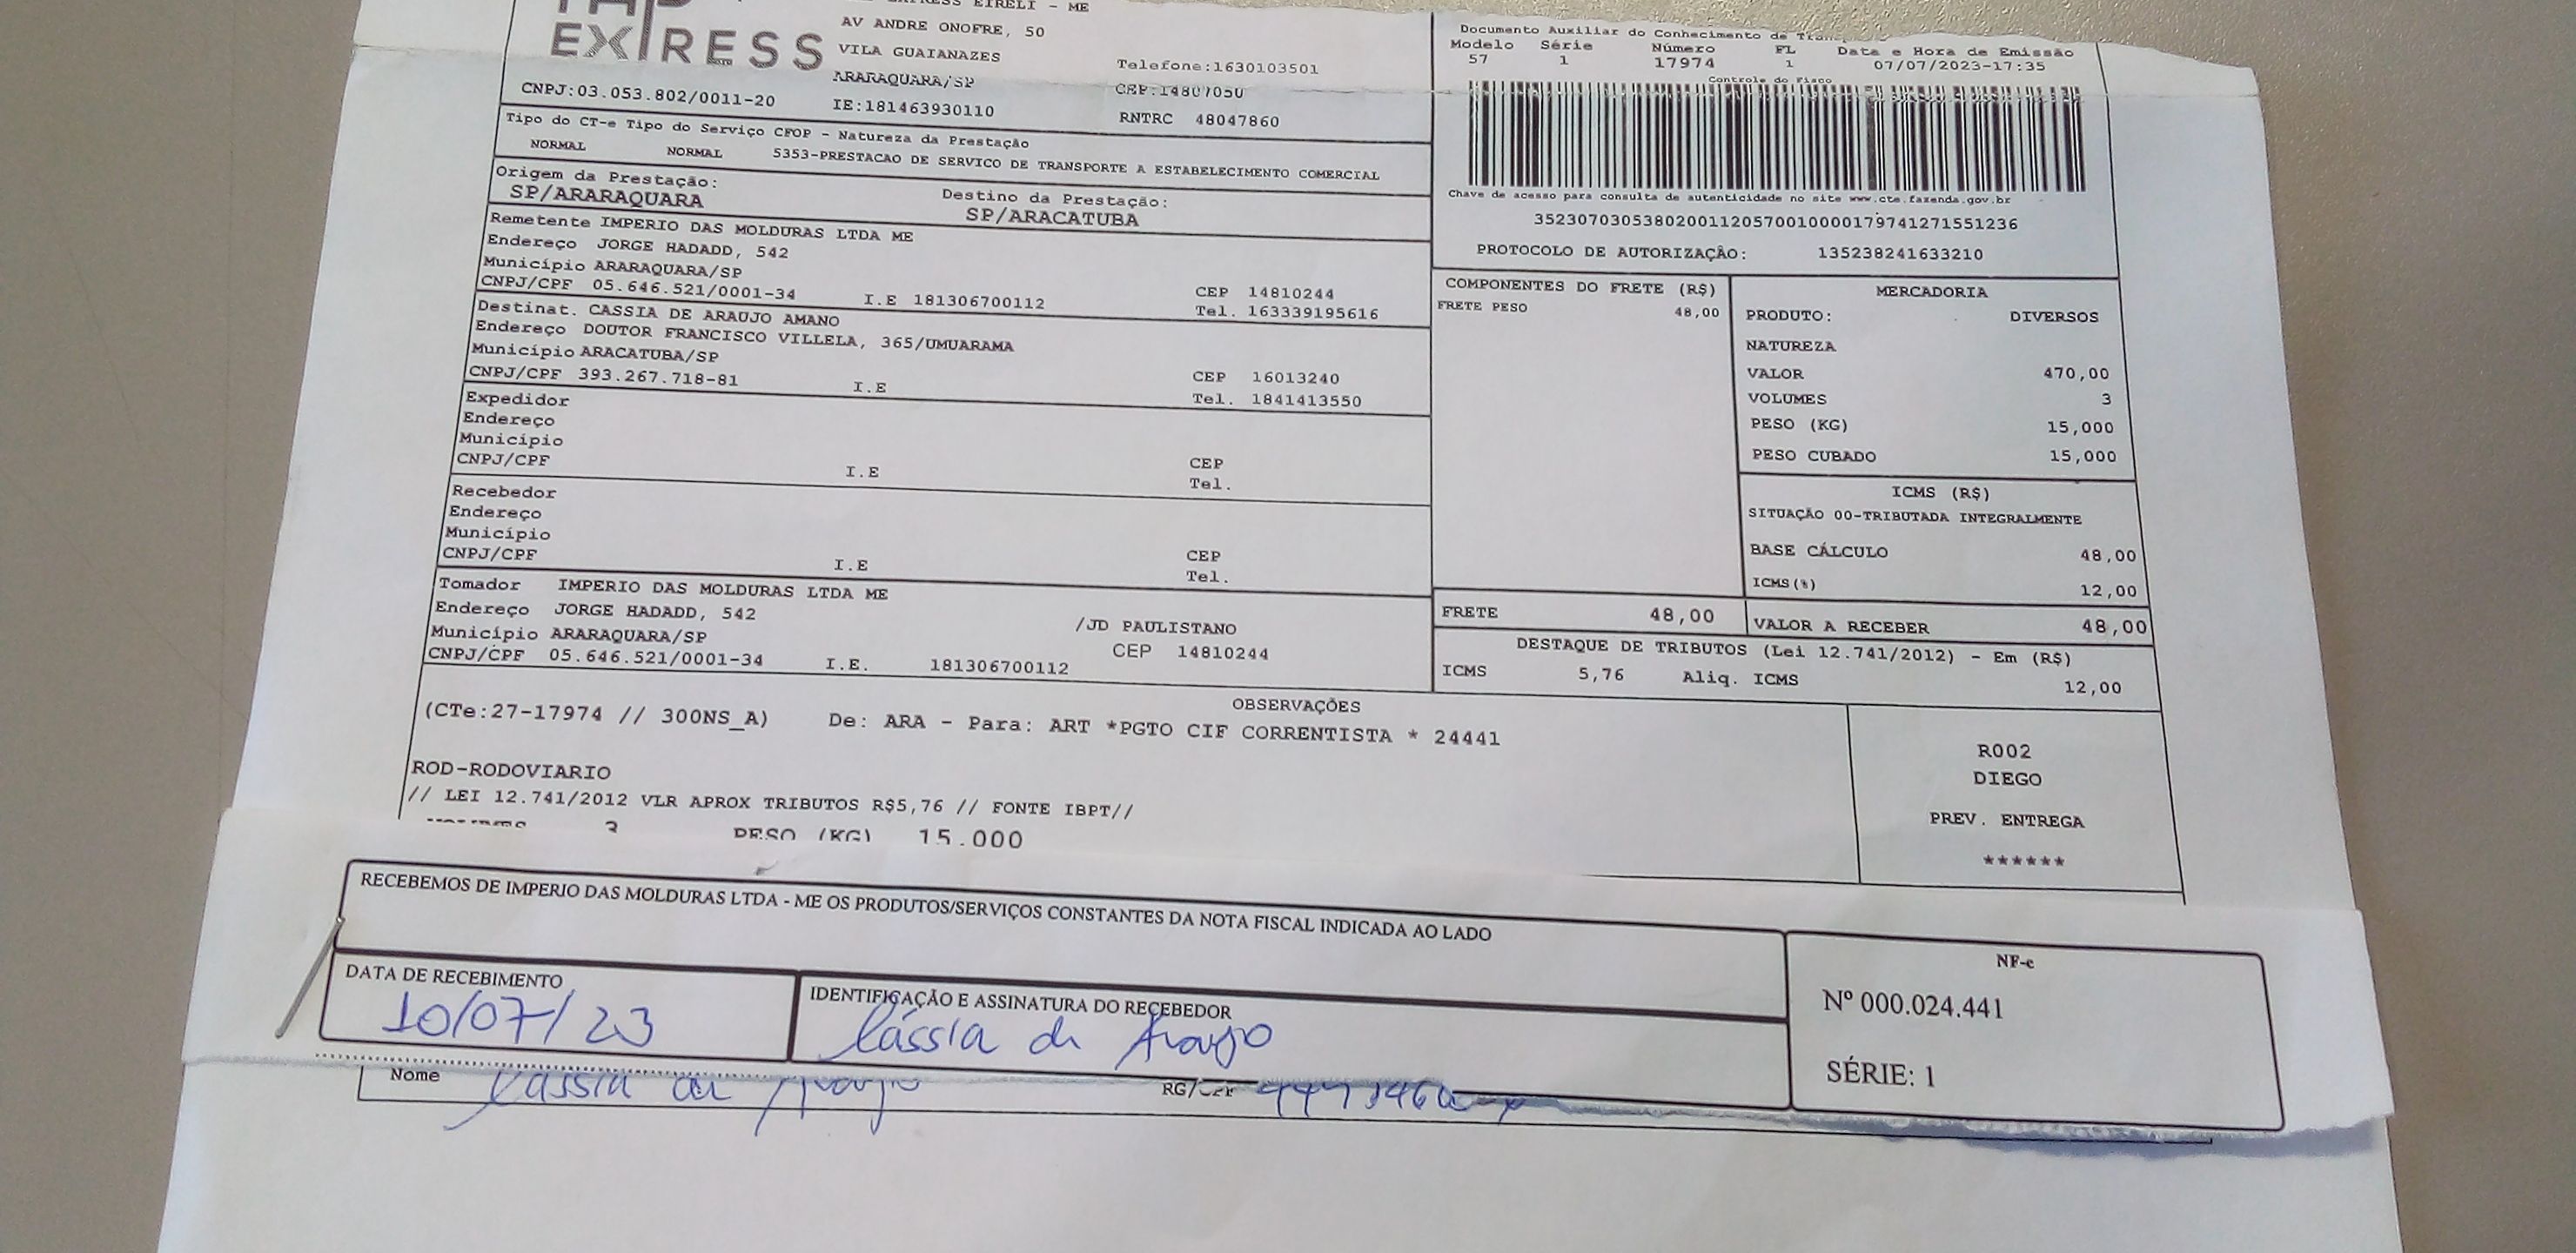 EXPRESS EIRELI - ME
EXPRESS
AV ANDRE ONOFRE, 50
VILA GUAIANAZES
Telefone:1630103501
ARARAQUARA/SP
CEP:14807050
CNPJ:03.053.802/0011-20
IE:181463930110
RNTRC 48047860
Documento Auxiliar do Conhecimento de
Modelo Série Número FL Data e Hora de Emissão
57 1 17974 1 07/07/2023-17:35
Controle do Fisco
Chave de acesso para consulta de autenticidade no site www.cte.fazenda.gov.br
35230703053802001120570010000179741271551236
PROTOCOLO DE AUTORIZAÇÃO: 135238241633210
Tipo do CT-e Tipo do Serviço CFOP - Natureza da Prestação
NORMAL NORMAL 5353-PRESTACAO DE SERVICO DE TRANSPORTE A ESTABELECIMENTO COMERCIAL
Origem da Prestação: Destino da Prestação:
SP/ARARAQUARA SP/ARACATUBA
Remetente IMPERIO DAS MOLDURAS LTDA ME
Endereço JORGE HADADD, 542
Município ARARAQUARA/SP CEP 14810244
CNPJ/CPF 05.646.521/0001-34 I.E 181306700112 Tel. 163339195616
Destinat. CASSIA DE ARAUJO AMANO
Endereço DOUTOR FRANCISCO VILLELA, 365/UMUARAMA
Município ARACATUBA/SP CEP 16013240
CNPJ/CPF 393.267.718-81 I.E Tel. 1841413550
Expedidor
Endereço
Município CEP
CNPJ/CPF I.E Tel.
Recebedor
Endereço
Município CEP
CNPJ/CPF I.E Tel.
Tomador IMPERIO DAS MOLDURAS LTDA ME
Endereço JORGE HADADD, 542 /JD PAULISTANO
Município ARARAQUARA/SP CEP 14810244
CNPJ/CPF 05.646.521/0001-34 I.E. 181306700112
COMPONENTES DO FRETE (R$)
FRETE PESO 48,00
MERCADORIA
PRODUTO: DIVERSOS
NATUREZA
VALOR 470,00
VOLUMES 3
PESO (KG) 15,000
PESO CUBADO 15,000
ICMS (R$)
SITUAÇÃO 00-TRIBUTADA INTEGRALMENTE
BASE CÁLCULO 48,00
ICMS(%) 12,00
FRETE 48,00 VALOR A RECEBER 48,00
DESTAQUE DE TRIBUTOS (Lei 12.741/2012) - Em (R$)
ICMS 5,76 Aliq. ICMS 12,00
OBSERVAÇÕES
(CTe:27-17974 // 300NS_A) De: ARA - Para: ART *PGTO CIF CORRENTISTA * 24441
ROD-RODOVIARIO
// LEI 12.741/2012 VLR APROX TRIBUTOS R$5,76 // FONTE IBPT//
VOLUMES 3 PESO (KG) 15.000
R002
DIEGO
PREV. ENTREGA
******
RECEBEMOS DE IMPERIO DAS MOLDURAS LTDA - ME OS PRODUTOS/SERVIÇOS CONSTANTES DA NOTA FISCAL INDICADA AO LADO
DATA DE RECEBIMENTO
10/07/23
IDENTIFICAÇÃO E ASSINATURA DO RECEBEDOR
Cássia de Araujo
NF-e
Nº 000.024.441
SÉRIE: 1
Nome Cássia de Araujo RG/CPF